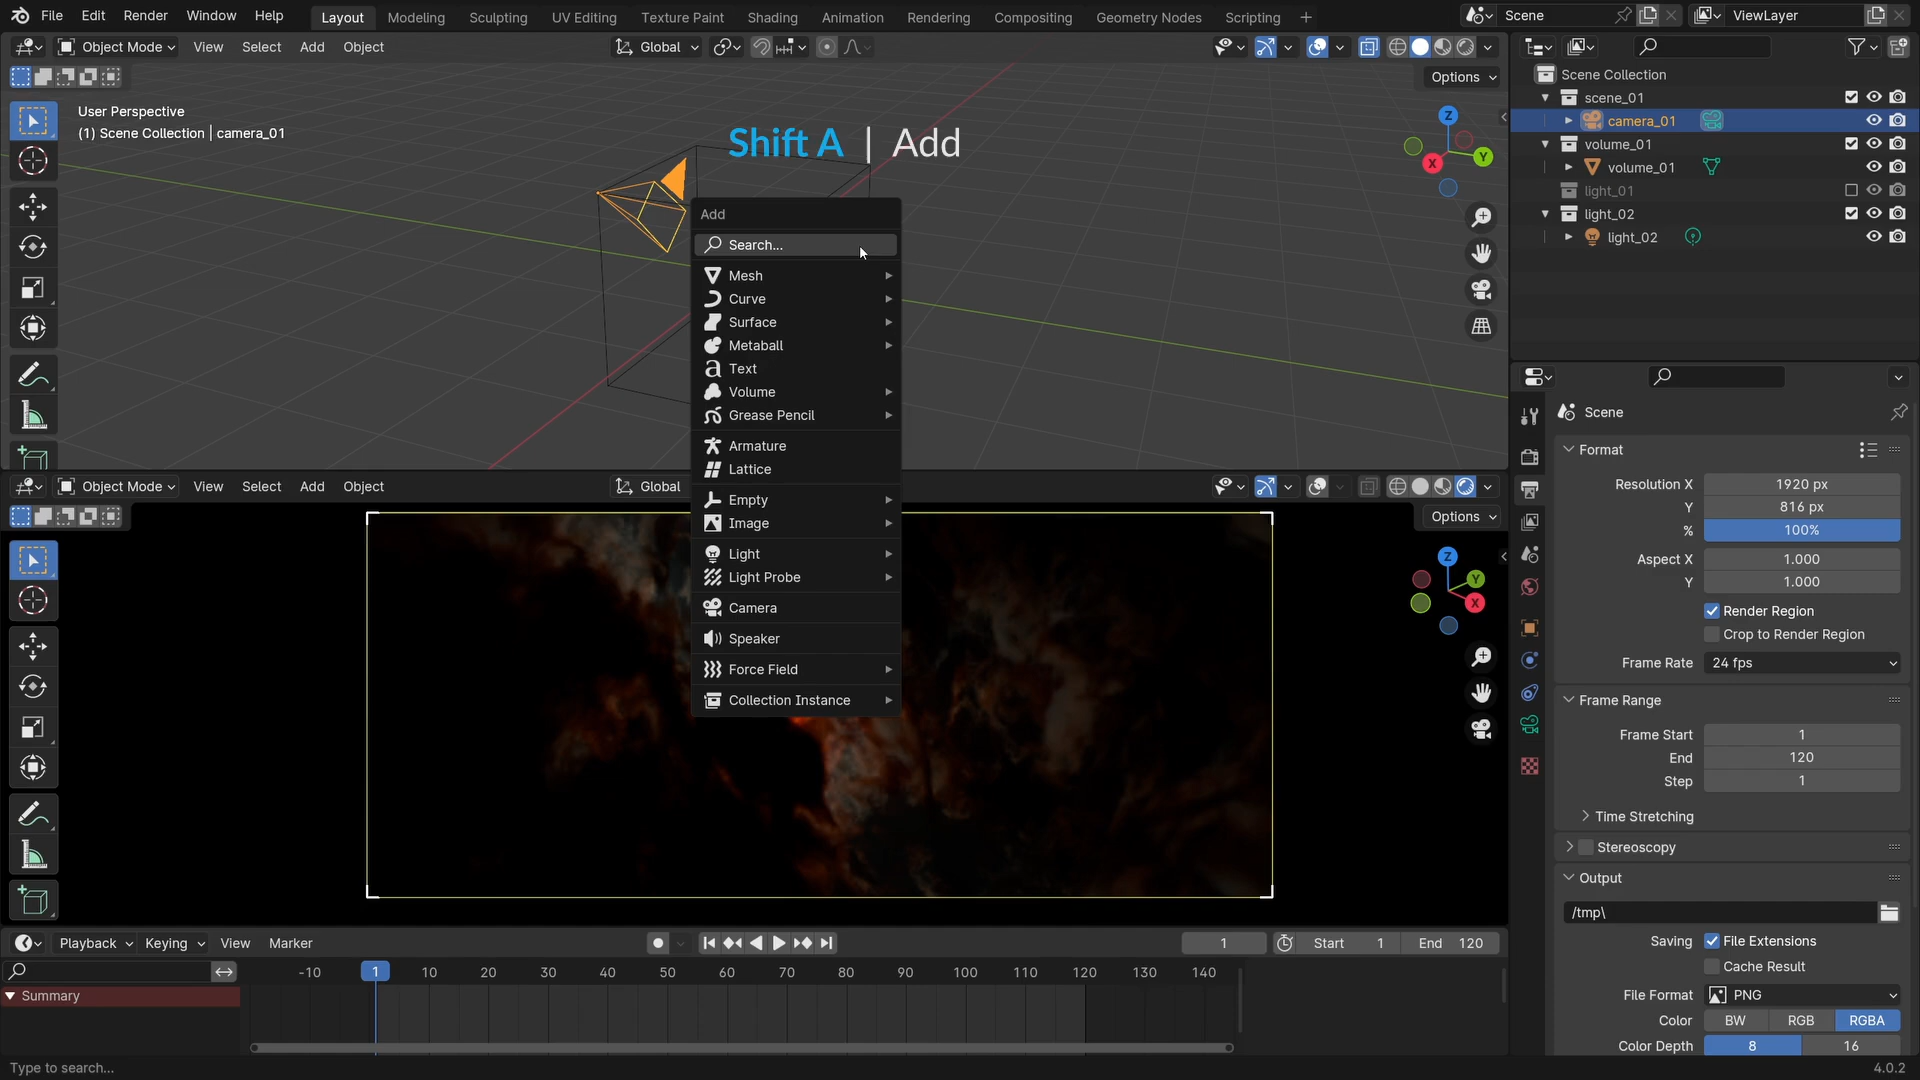 File Edit Render Window Help Layout Modeling Sculpting UV Editing Texture Paint Shading Animation Rendering Compositing Geometry Nodes Scripting + Scene ViewLayer
Object Mode View Select Add Object Global
Options
User Perspective
(1) Scene Collection | camera_01
Shift A | Add
Z
Y
X
Add
Search...
Mesh
Curve
Surface
Metaball
Text
Volume
Grease Pencil
Armature
Lattice
Empty
Image
Light
Light Probe
Camera
Speaker
Force Field
Collection Instance
Object Mode View Select Add Object Global
Options
Z
Y
X
Scene Collection
scene_01
camera_01
volume_01
volume_01
light_01
light_02
light_02
Scene
Format
Resolution X 1920 px
Y 816 px
% 100%
Aspect X 1.000
Y 1.000
Render Region
Crop to Render Region
Frame Rate 24 fps
Frame Range
Frame Start 1
End 120
Step 1
Time Stretching
Stereoscopy
Output
/tmp\
Saving File Extensions
Cache Result
File Format PNG
Color BW RGB RGBA
Color Depth 8 16
Playback Keying View Marker 1 Start 1 End 120
-10 1 10 20 30 40 50 60 70 80 90 100 110 120 130 140
Summary
Type to search... 4.0.2